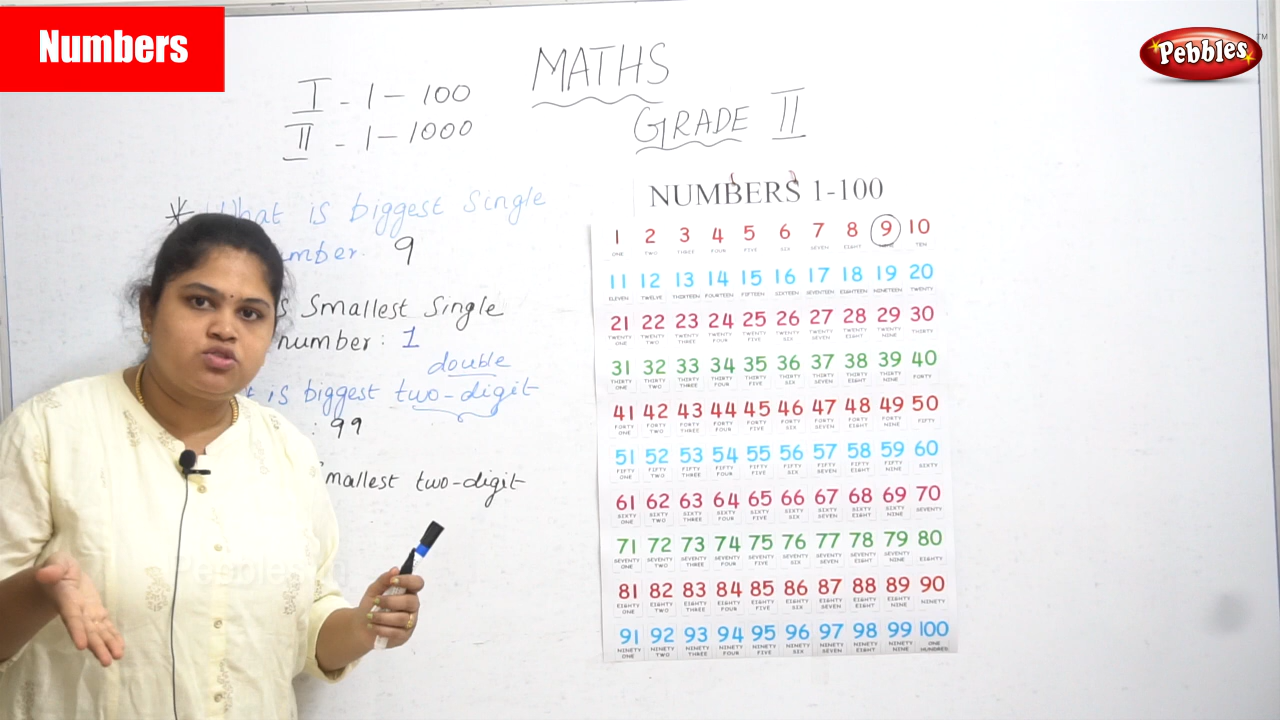 Numbers
Pebbles
TM
MATHS
I - 1 - 100
II - 1 - 1000
GRADE II
* What is biggest Single
mber. 9
s Smallest Single
number : 1
double
is biggest two-digit
: 99
mallest two-digit
NUMBERS 1-100
1 2 3 4 5 6 7 8 9 10
ONE TWO THREE FOUR FIVE SIX SEVEN EIGHT NINE TEN
11 12 13 14 15 16 17 18 19 20
ELEVEN TWELVE THIRTEEN FOURTEEN FIFTEEN SIXTEEN SEVENTEEN EIGHTEEN NINETEEN TWENTY
21 22 23 24 25 26 27 28 29 30
TWENTY ONE TWENTY TWO TWENTY THREE TWENTY FOUR TWENTY FIVE TWENTY SIX TWENTY SEVEN TWENTY EIGHT TWENTY NINE THIRTY
31 32 33 34 35 36 37 38 39 40
THIRTY ONE THIRTY TWO THIRTY THREE THIRTY FOUR THIRTY FIVE THIRTY SIX THIRTY SEVEN THIRTY EIGHT THIRTY NINE FORTY
41 42 43 44 45 46 47 48 49 50
FORTY ONE FORTY TWO FORTY THREE FORTY FOUR FORTY FIVE FORTY SIX FORTY SEVEN FORTY EIGHT FORTY NINE FIFTY
51 52 53 54 55 56 57 58 59 60
FIFTY ONE FIFTY TWO FIFTY THREE FIFTY FOUR FIFTY FIVE FIFTY SIX FIFTY SEVEN FIFTY EIGHT FIFTY NINE SIXTY
61 62 63 64 65 66 67 68 69 70
SIXTY ONE SIXTY TWO SIXTY THREE SIXTY FOUR SIXTY FIVE SIXTY SIX SIXTY SEVEN SIXTY EIGHT SIXTY NINE SEVENTY
71 72 73 74 75 76 77 78 79 80
SEVENTY ONE SEVENTY TWO SEVENTY THREE SEVENTY FOUR SEVENTY FIVE SEVENTY SIX SEVENTY SEVEN SEVENTY EIGHT SEVENTY NINE EIGHTY
81 82 83 84 85 86 87 88 89 90
EIGHTY ONE EIGHTY TWO EIGHTY THREE EIGHTY FOUR EIGHTY FIVE EIGHTY SIX EIGHTY SEVEN EIGHTY EIGHT EIGHTY NINE NINETY
91 92 93 94 95 96 97 98 99 100
NINETY ONE NINETY TWO NINETY THREE NINETY FOUR NINETY FIVE NINETY SIX NINETY SEVEN NINETY EIGHT NINETY NINE ONE HUNDRED